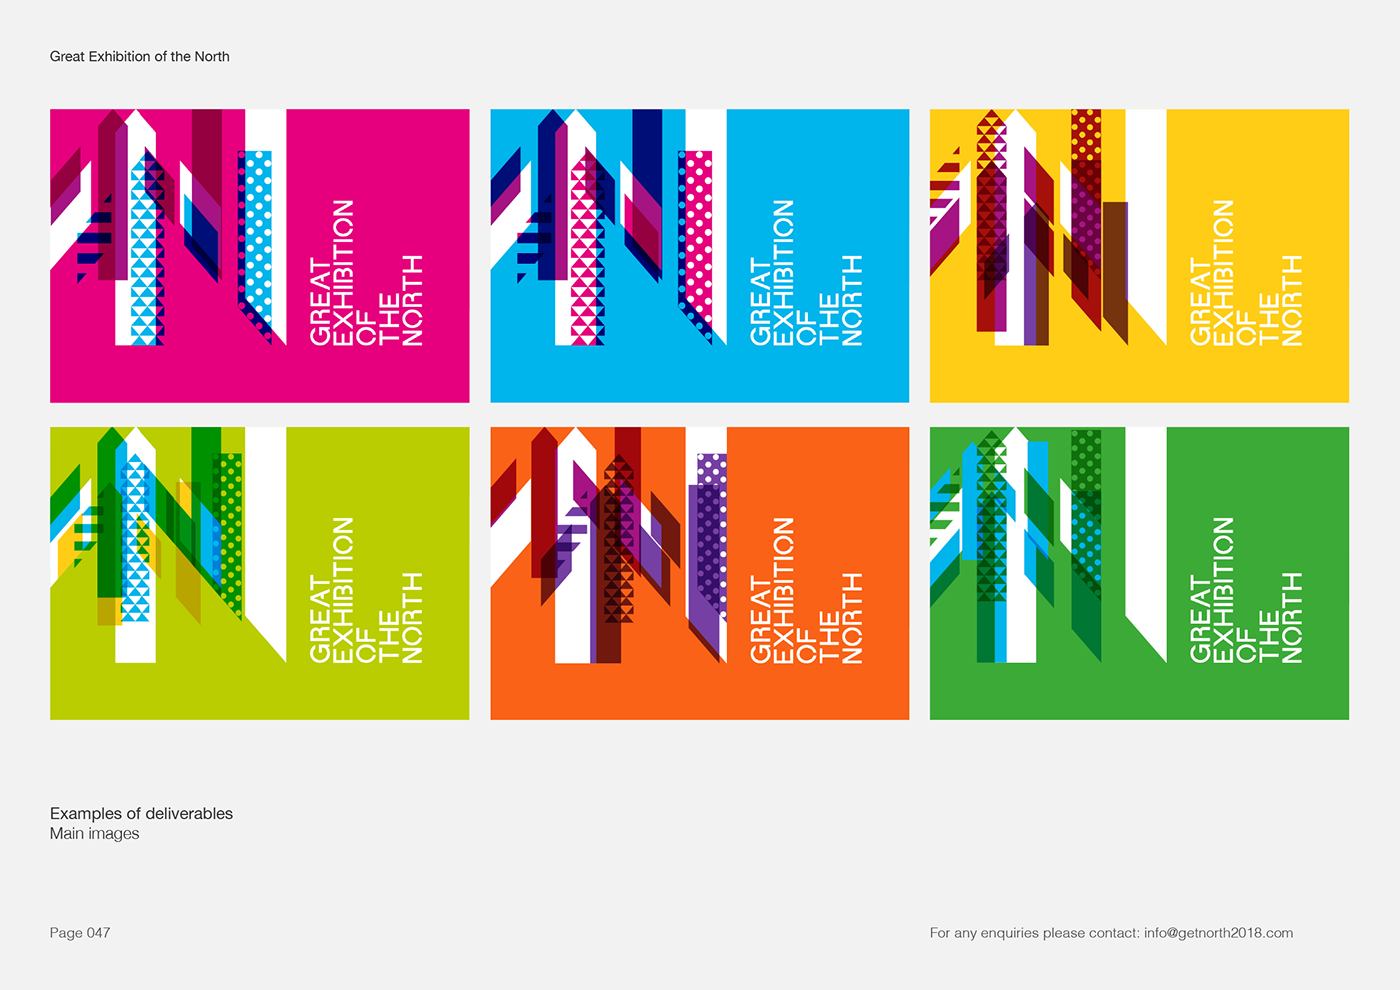 Great Exhibition of the North
GREAT
EXHIBITION
OF
THE
NORTH
GREAT
EXHIBITION
OF
THE
NORTH
GREAT
EXHIBITION
OF
THE
NORTH
GREAT
EXHIBITION
OF
THE
NORTH
GREAT
EXHIBITION
OF
THE
NORTH
GREAT
EXHIBITION
OF
THE
NORTH
Examples of deliverables
Main images
Page 047
For any enquiries please contact: info@getnorth2018.com